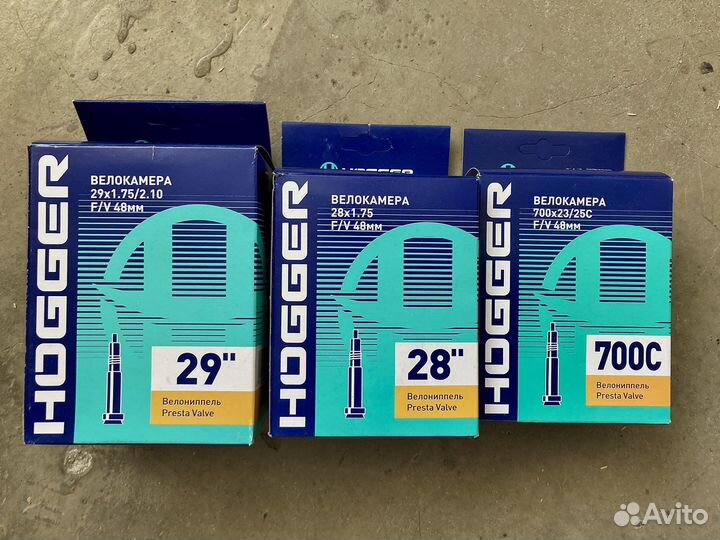 HOGGER
ВЕЛОКАМЕРА
29x1.75/2.10
F/V 48мм
29"
Велониппель
Presta Valve
HOGGER
HOGGER
ВЕЛОКАМЕРА
28x1.75
F/V 48мм
28"
Велониппель
Presta Valve
HOGGER
ВЕЛОКАМЕРА
700x23/25C
F/V 48мм
700C
Велониппель
Presta Valve
Avito